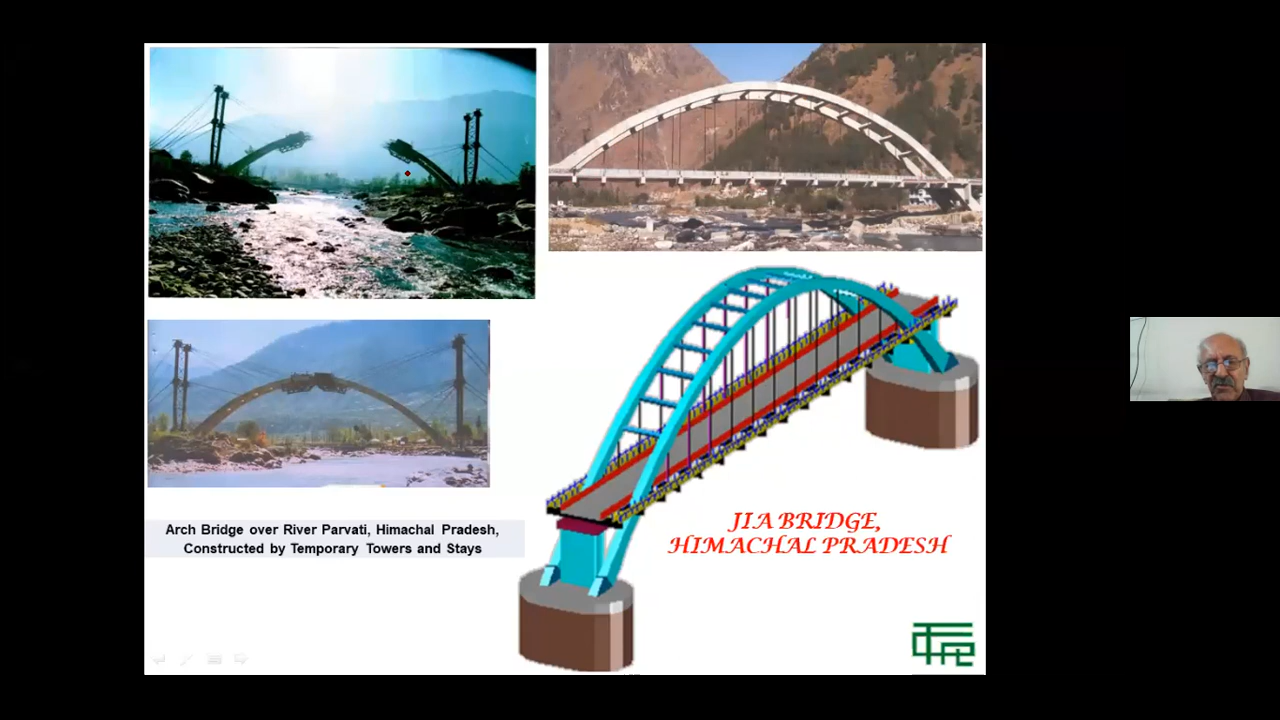 Arch Bridge over River Parvati, Himachal Pradesh,
Constructed by Temporary Towers and Stays
JIA BRIDGE,
HIMACHAL PRADESH